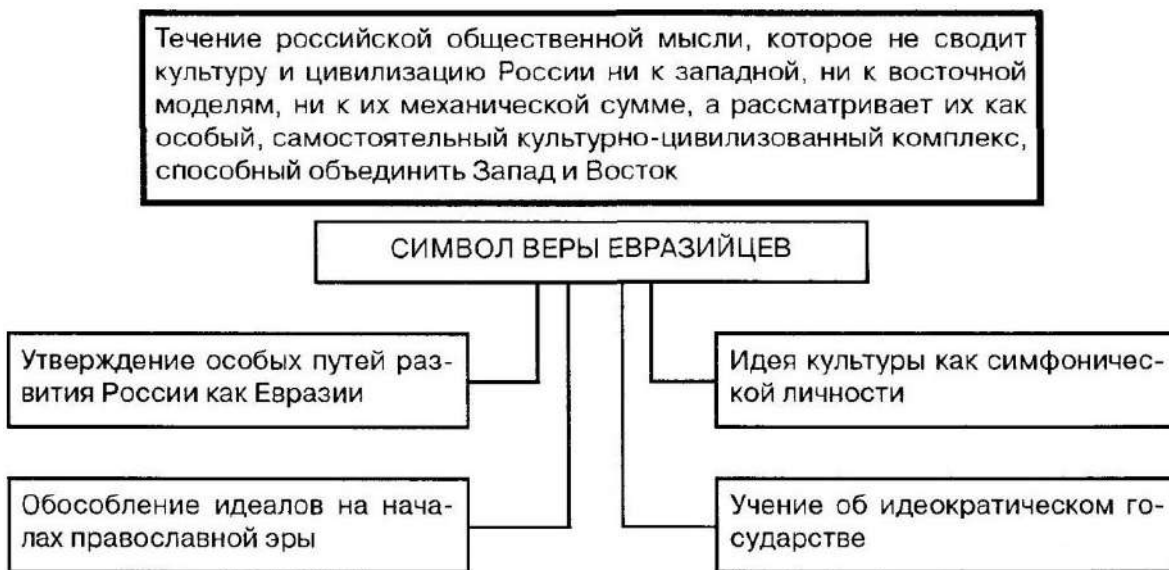 Течение российской общественной мысли, которое не сводит
культуру и цивилизацию России ни к западной, ни к восточной
моделям, ни к их механической сумме, а рассматривает их как
особый, самостоятельный культурно-цивилизованный комплекс,
способный объединить Запад и Восток
СИМВОЛ ВЕРЫ ЕВРАЗИЙЦЕВ
Утверждение особых путей раз-
вития России как Евразии
Идея культуры как симфоничес-
кой личности
Обособление идеалов на нача-
лах православной эры
Учение об идеократическом го-
сударстве